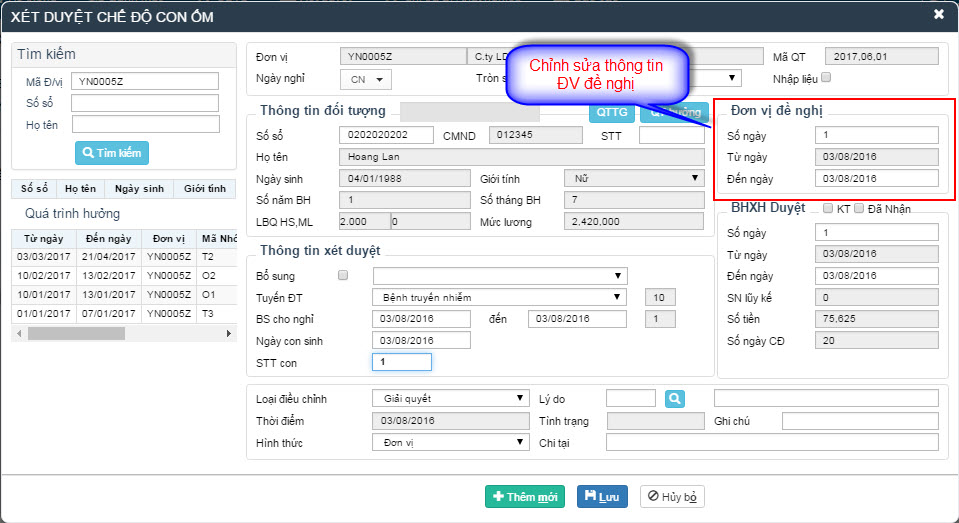 XÉT DUYỆT CHẾ ĐỘ CON ỐM
Tìm kiếm
Mã Đ/vị YN0005Z
Số sổ
Họ tên
Tìm kiếm
Số sổ Họ tên Ngày sinh Giới tính
Quá trình hưởng
Từ ngày Đến ngày Đơn vị Mã Nhó
03/03/2017 21/04/2017 YN0005Z T2
10/02/2017 13/02/2017 YN0005Z O2
10/01/2017 13/01/2017 YN0005Z O1
01/01/2017 07/01/2017 YN0005Z T3
Đơn vị YN0005Z C.ty LD Mã QT 2017,06,01
Ngày nghỉ CN Tròn s Nhập liệu
Chỉnh sửa thông tin
ĐV đề nghị
Thông tin đối tượng QTTG
Số sổ 0202020202 CMND 012345 STT
Họ tên Hoang Lan
Ngày sinh 04/01/1988 Giới tính Nữ
Số năm BH 1 Số tháng BH 7
LBQ HS,ML 2.000 0 Mức lương 2,420,000
Đơn vị đề nghị
Số ngày 1
Từ ngày 03/08/2016
Đến ngày 03/08/2016
BHXH Duyệt KT Đã Nhận
Số ngày 1
Từ ngày 03/08/2016
Đến ngày 03/08/2016
SN lũy kế 0
Số tiền 75,625
Số ngày CĐ 20
Thông tin xét duyệt
Bổ sung
Tuyến ĐT Bệnh truyền nhiễm 10
BS cho nghỉ 03/08/2016 đến 03/08/2016 1
Ngày con sinh 03/08/2016
STT con 1
Loại điều chỉnh Giải quyết Lý do
Thời điểm 03/08/2016 Tình trạng Ghi chú
Hình thức Đơn vị Chi tại
Thêm mới Lưu Hủy bỏ